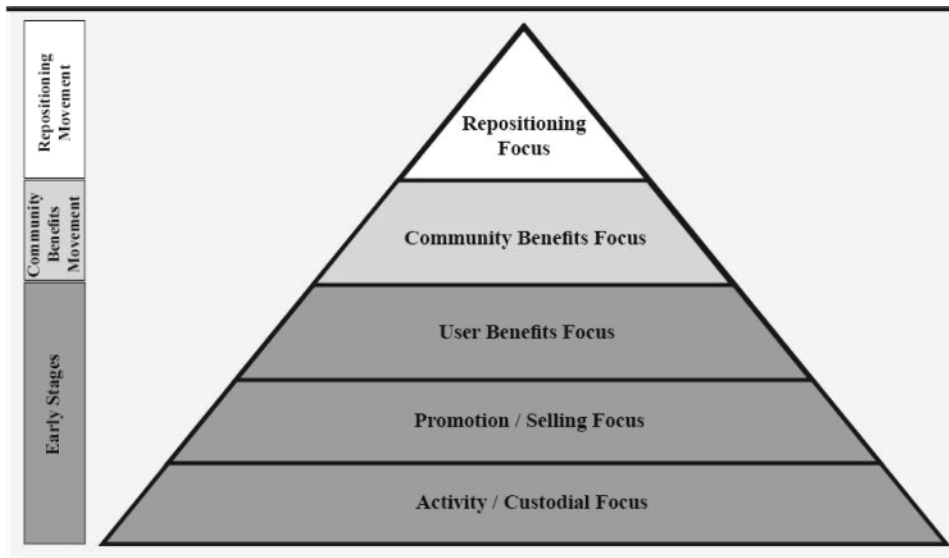 Repositioning
Movement
Community
Benefits
Movement
Early Stages
Repositioning
Focus
Community Benefits Focus
User Benefits Focus
Promotion / Selling Focus
Activity / Custodial Focus